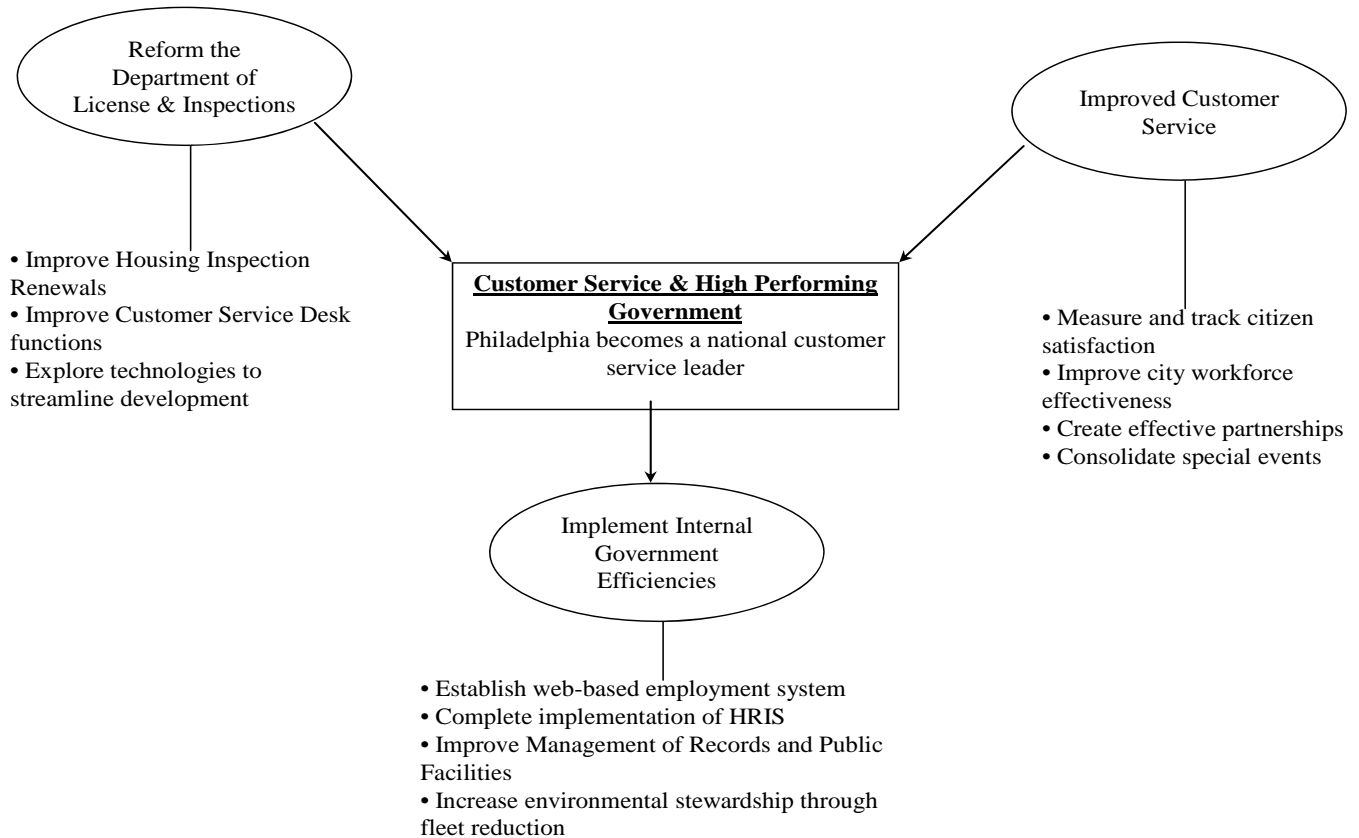 Reform the
Department of
License & Inspections
Improved Customer
Service
• Improve Housing Inspection
Renewals
• Improve Customer Service Desk
functions
• Explore technologies to
streamline development
Customer Service & High Performing
Government
Philadelphia becomes a national customer
service leader
• Measure and track citizen
satisfaction
• Improve city workforce
effectiveness
• Create effective partnerships
• Consolidate special events
Implement Internal
Government
Efficiencies
• Establish web-based employment system
• Complete implementation of HRIS
• Improve Management of Records and Public
Facilities
• Increase environmental stewardship through
fleet reduction